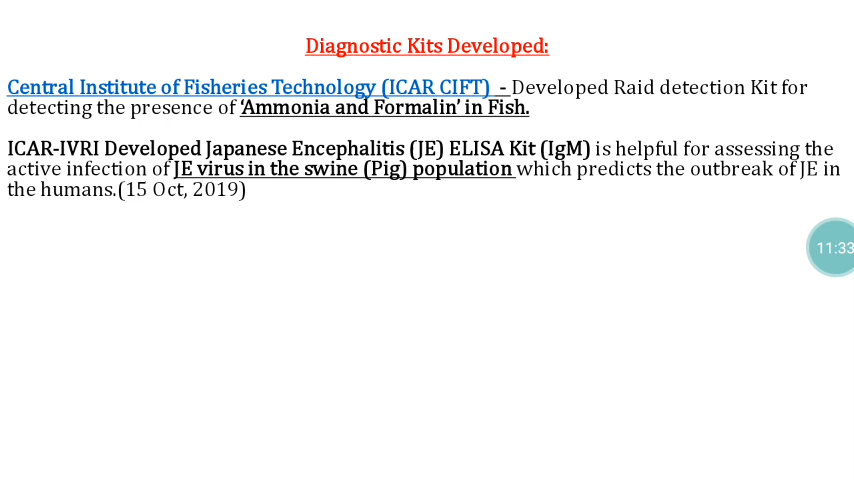 Diagnostic Kits Developed:
Central Institute of Fisheries Technology (ICAR CIFT)  - Developed Raid detection Kit for
detecting the presence of ‘Ammonia and Formalin’ in Fish.
ICAR-IVRI Developed Japanese Encephalitis (JE) ELISA Kit (IgM) is helpful for assessing the
active infection of JE virus in the swine (Pig) population which predicts the outbreak of JE in
the humans.(15 Oct, 2019)
11:33